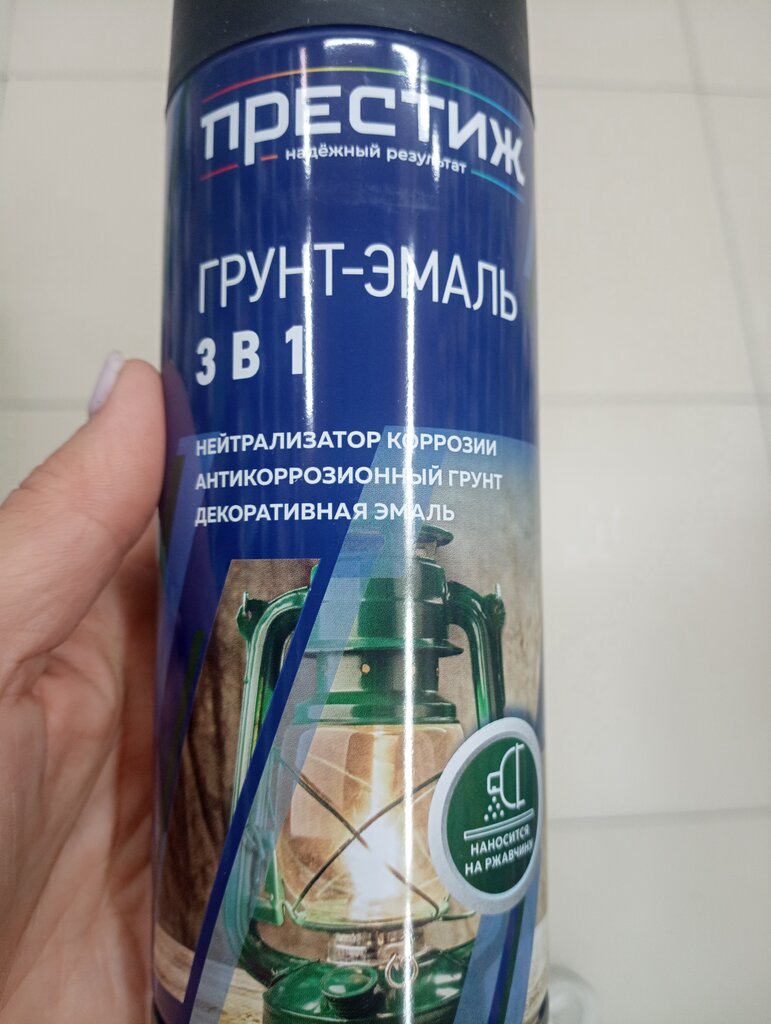 ПРЕСТИЖ
надёжный результат
ГРУНТ-ЭМАЛЬ
3 В 1
НЕЙТРАЛИЗАТОР КОРРОЗИИ
АНТИКОРРОЗИОННЫЙ ГРУНТ
ДЕКОРАТИВНАЯ ЭМАЛЬ
НАНОСИТСЯ
НА РЖАВЧИНУ